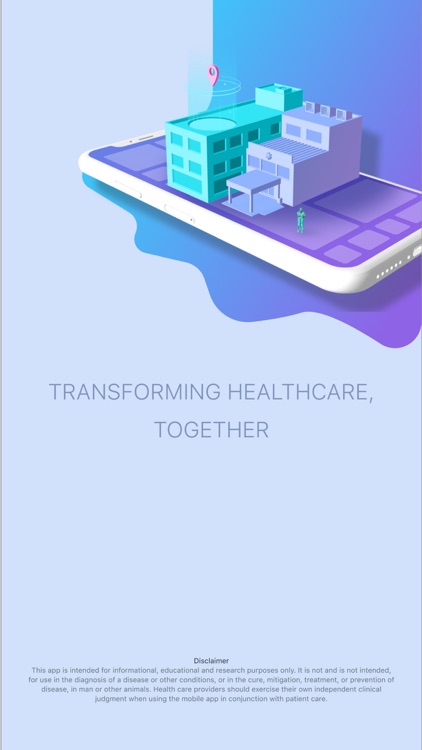 TRANSFORMING HEALTHCARE,
TOGETHER
Disclaimer
This app is intended for informational, educational and research purposes only. It is not and is not intended,
for use in the diagnosis of a disease or other conditions, or in the cure, mitigation, treatment, or prevention of
disease, in man or other animals. Health care providers should exercise their own independent clinical
judgment when using the mobile app in conjunction with patient care.